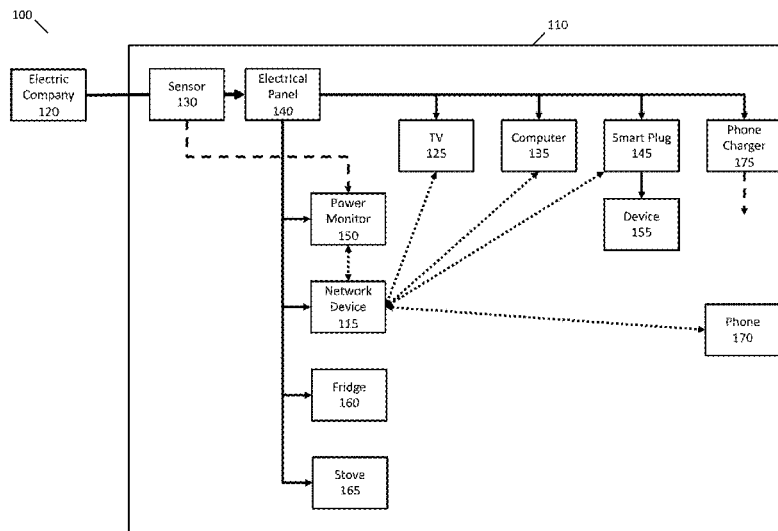 100
110
Electric
Company
120
Sensor
130
Electrical
Panel
140
TV
125
Computer
135
Smart Plug
145
Phone
Charger
175
Power
Monitor
150
Device
155
Network
Device
115
Phone
170
Fridge
160
Stove
165